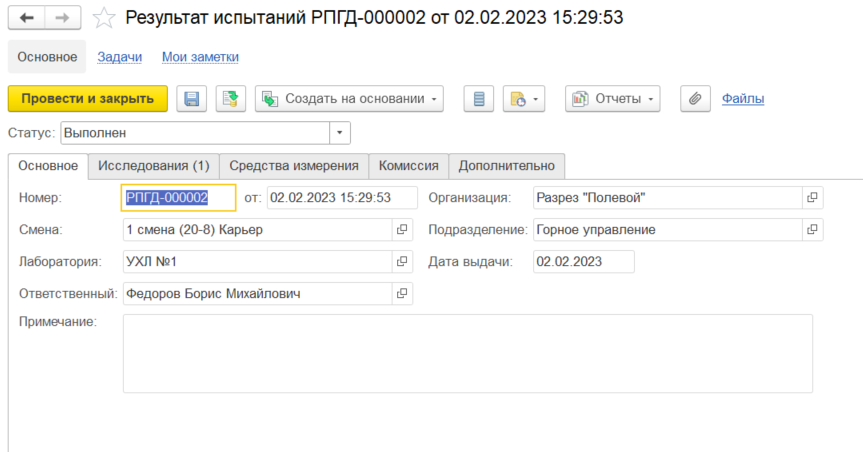 Результат испытаний РПГД-000002 от 02.02.2023 15:29:53
Основное Задачи Мои заметки
Провести и закрыть Создать на основании Отчеты Файлы
Статус: Выполнен
Основное Исследования (1) Средства измерения Комиссия Дополнительно
Номер: РПГД-000002 от: 02.02.2023 15:29:53 Организация: Разрез "Полевой"
Смена: 1 смена (20-8) Карьер Подразделение: Горное управление
Лаборатория: УХЛ №1 Дата выдачи: 02.02.2023
Ответственный: Федоров Борис Михайлович
Примечание: